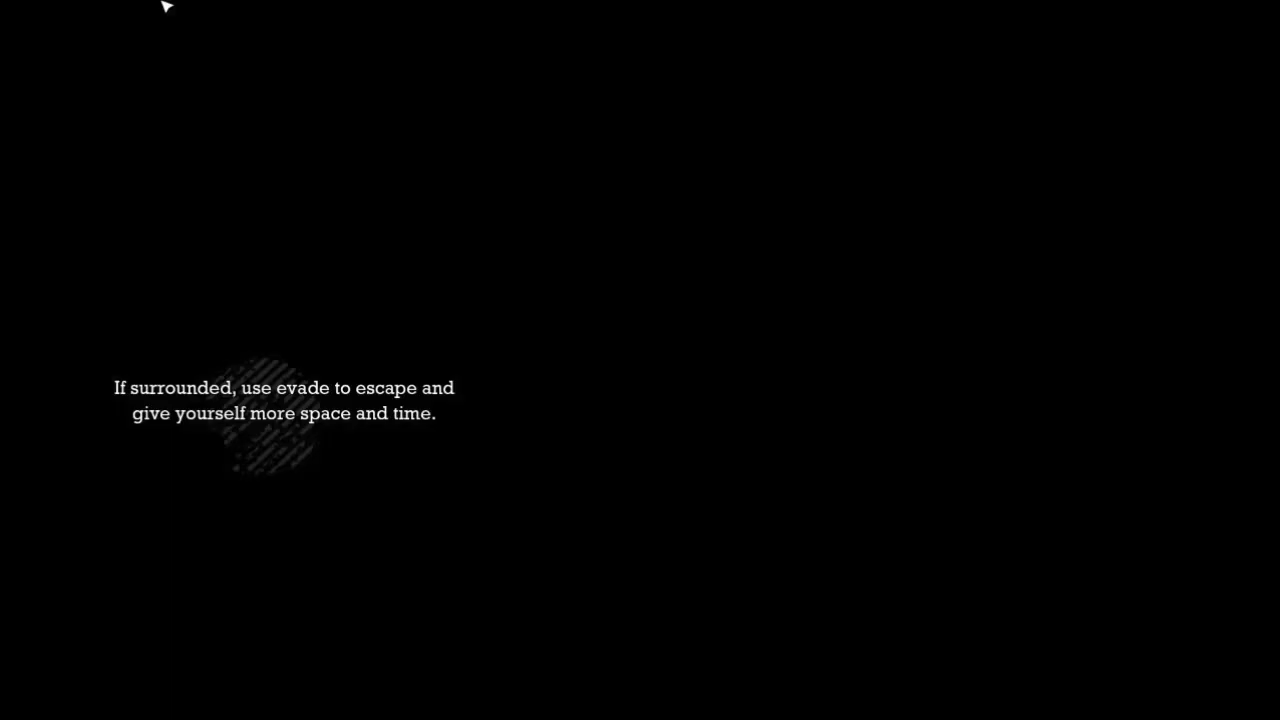 If surrounded, use evade to escape and
give yourself more space and time.